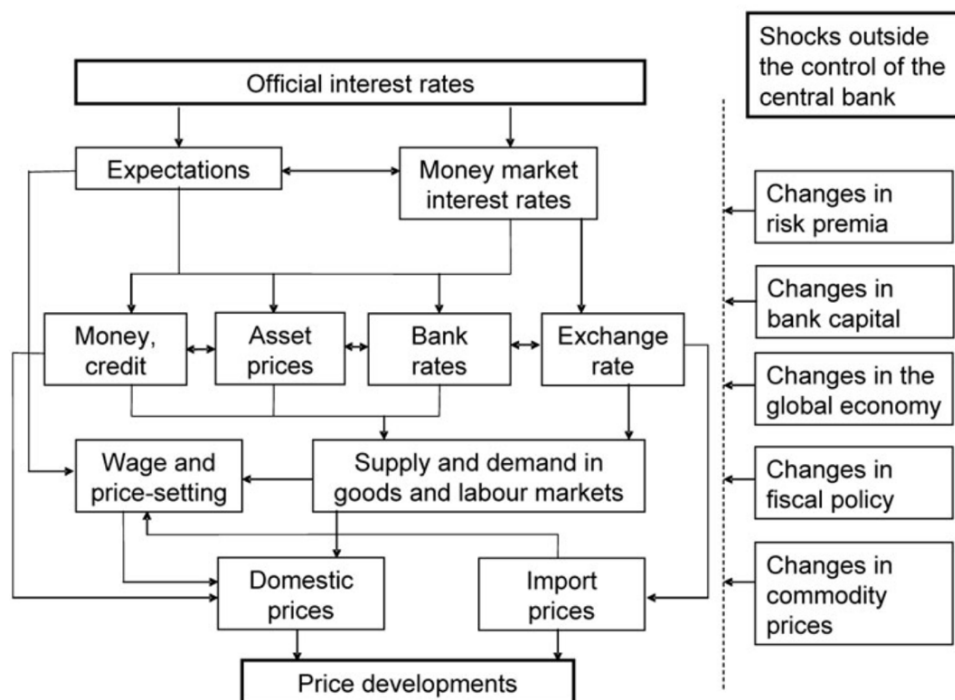 Shocks outside
the control of the
central bank
Official interest rates
Expectations
Money market
interest rates
Changes in
risk premia
Changes in
bank capital
Money,
credit
Asset
prices
Bank
rates
Exchange
rate
Changes in the
global economy
Wage and
price-setting
Supply and demand in
goods and labour markets
Changes in
fiscal policy
Domestic
prices
Import
prices
Changes in
commodity
prices
Price developments